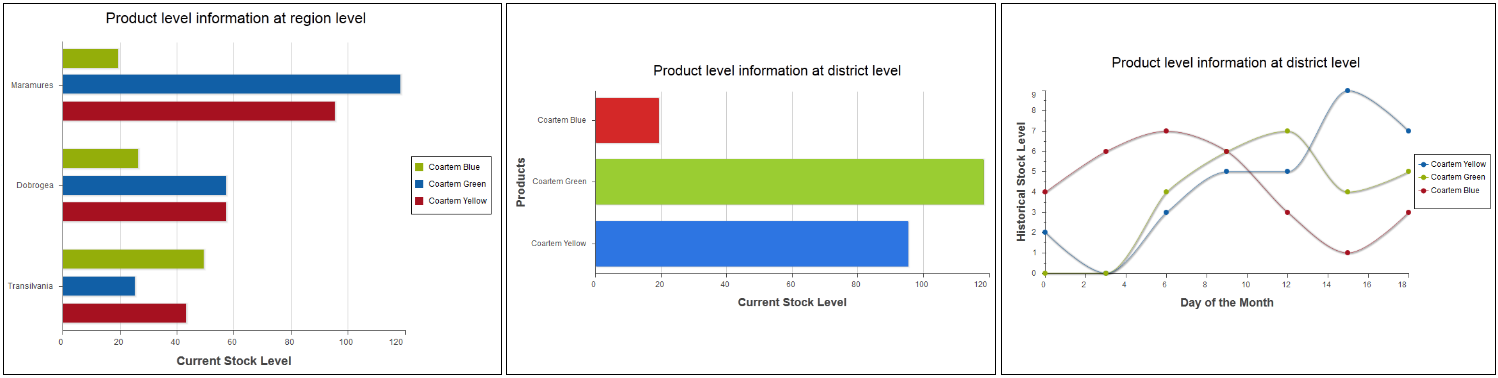 Product level information at region level
Maramures
Dobrogea
Transilvania
0 20 40 60 80 100 120
Current Stock Level
Coartem Blue
Coartem Green
Coartem Yellow
Product level information at district level
Products
Coartem Blue
Coartem Green
Coartem Yellow
0 20 40 60 80 100 120
Current Stock Level
Product level information at district level
Historical Stock Level
9
8
7
6
5
4
3
2
1
0
0 2 4 6 8 10 12 14 16 18
Day of the Month
Coartem Yellow
Coartem Green
Coartem Blue